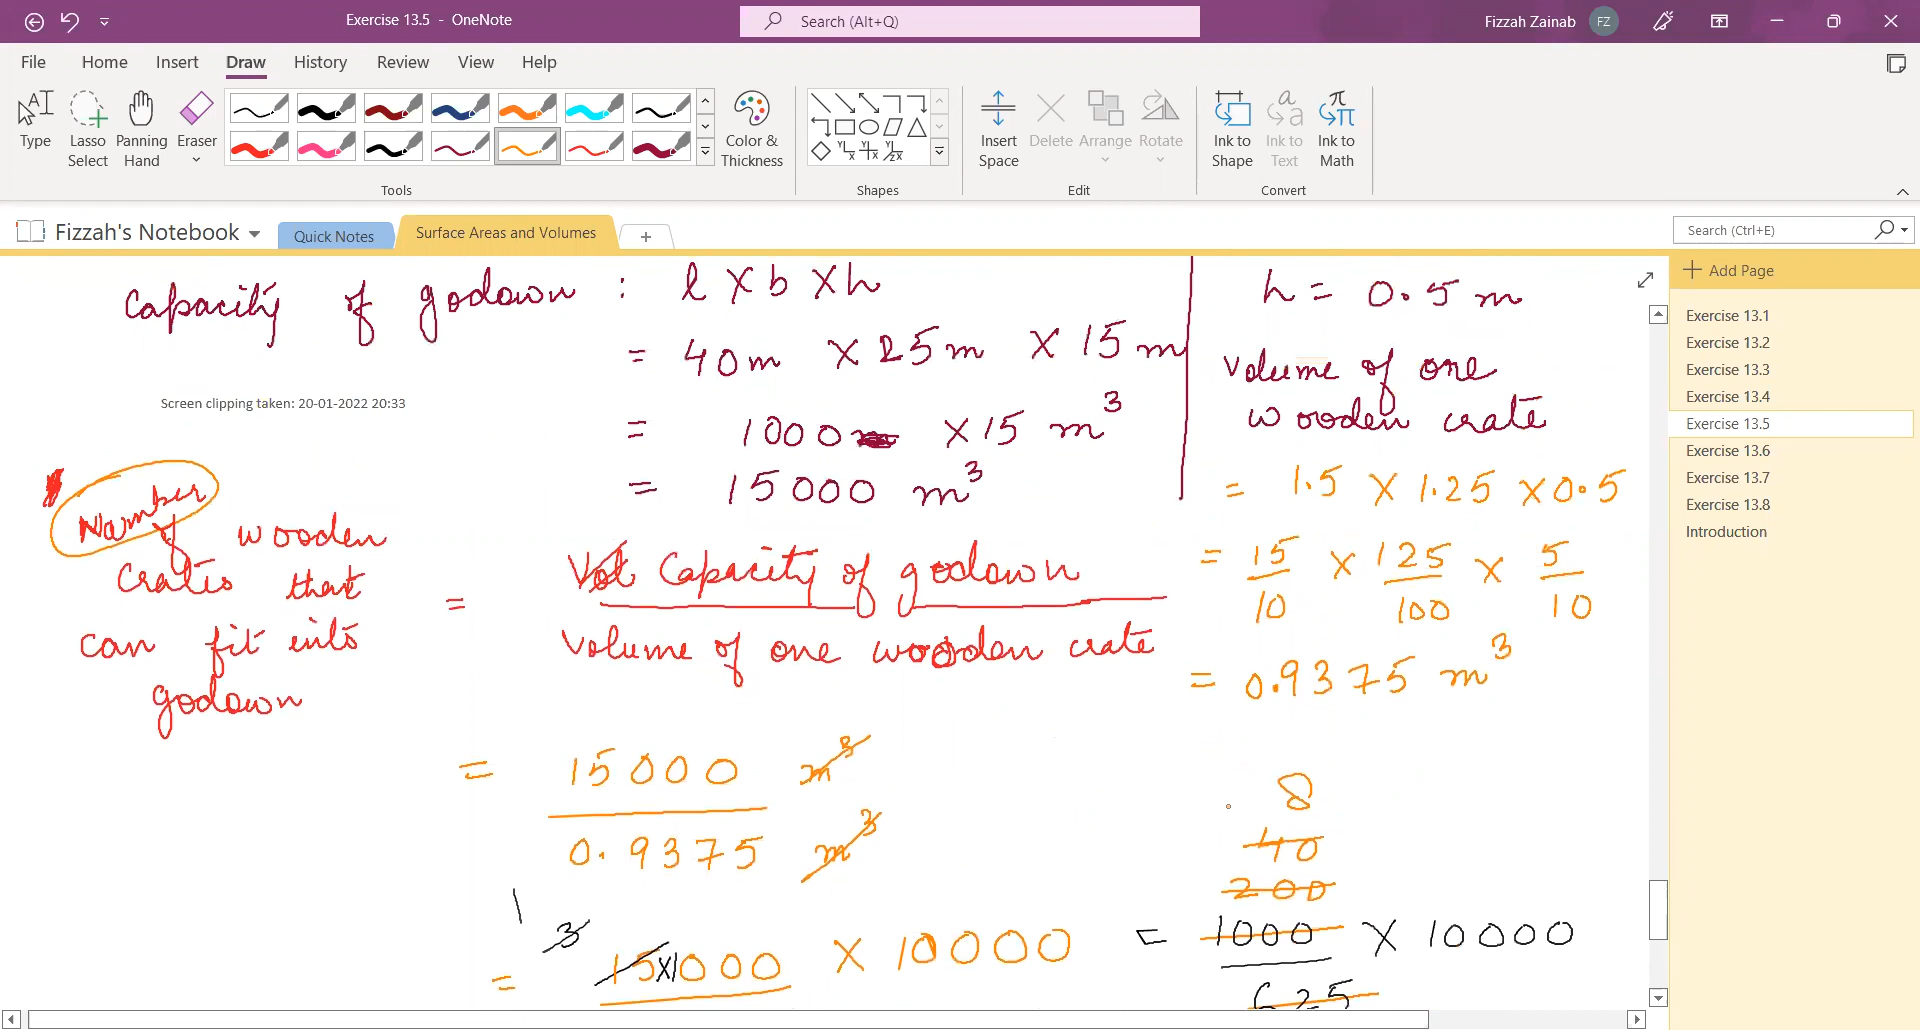 Exercise 13.5 - OneNote
Search (Alt+Q)
Fizzah Zainab
FZ
File Home Insert Draw History Review View Help
Type
Lasso Select
Panning Hand
Eraser
Color & Thickness
Insert Space
Delete
Arrange
Rotate
Ink to Shape
Ink to Text
Ink to Math
Tools
Shapes
Edit
Convert
Fizzah's Notebook
Quick Notes
Surface Areas and Volumes
Search (Ctrl+E)
Add Page
Exercise 13.1
Exercise 13.2
Exercise 13.3
Exercise 13.4
Exercise 13.5
Exercise 13.6
Exercise 13.7
Exercise 13.8
Introduction
Capacity of godown : l X b X h
= 40m X 25m X 15m
Screen clipping taken: 20-01-2022 20:33
= 1000 X 15 m³
= 15000 m³
Number of wooden
crates that
can fit into
godown
=
Vol Capacity of godown
Volume of one wooden crate
= 15000 m³
0.9375 m³
1
3
= 15X1000 X 10000
h = 0.5 m
Volume of one
wooden crate
= 1.5 X 1.25 X 0.5
= 15 X 125 X 5
10 100 10
= 0.9375 m³
8
40
200
= 1000 X 10000
625